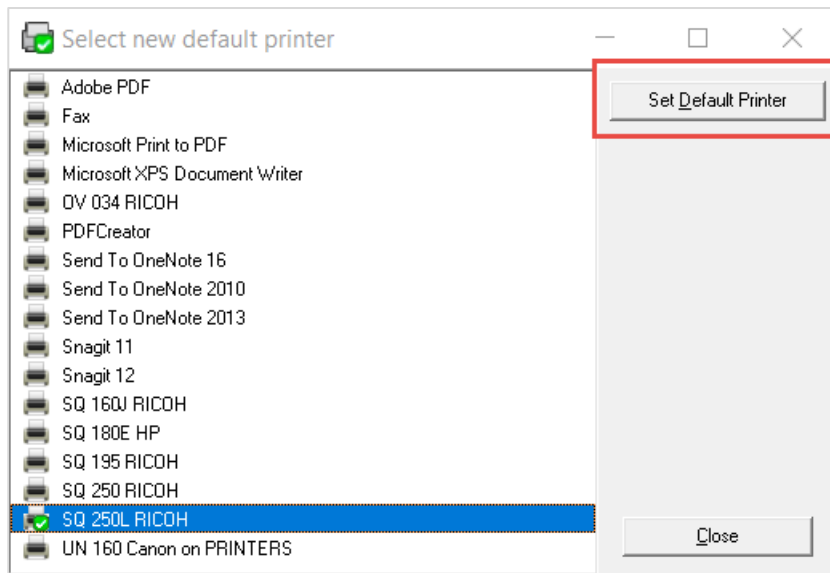 Select new default printer
Adobe PDF
Fax
Microsoft Print to PDF
Microsoft XPS Document Writer
OV 034 RICOH
PDFCreator
Send To OneNote 16
Send To OneNote 2010
Send To OneNote 2013
Snagit 11
Snagit 12
SQ 160J RICOH
SQ 180E HP
SQ 195 RICOH
SQ 250 RICOH
SQ 250L RICOH
UN 160 Canon on PRINTERS
Set Default Printer
Close